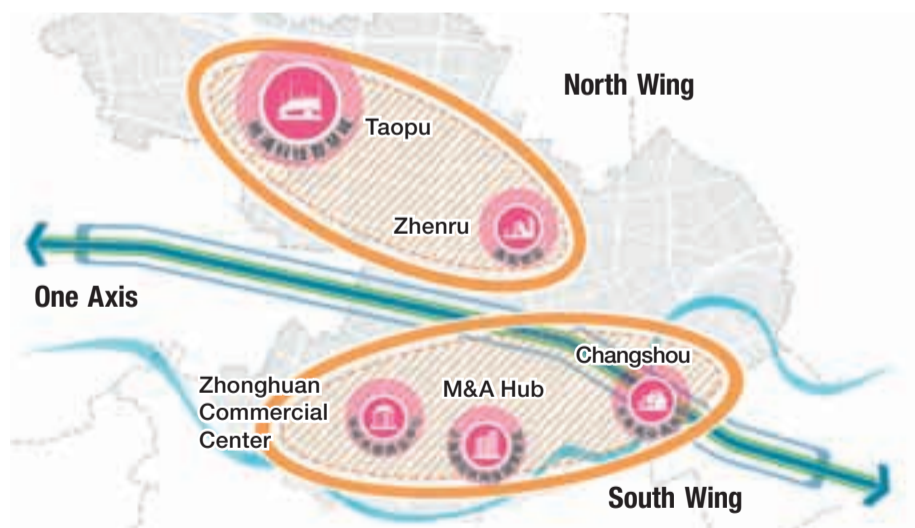 North Wing
Taopu
Zhenru
One Axis
Changshou
Zhonghuan
Commercial
Center
M&A Hub
South Wing